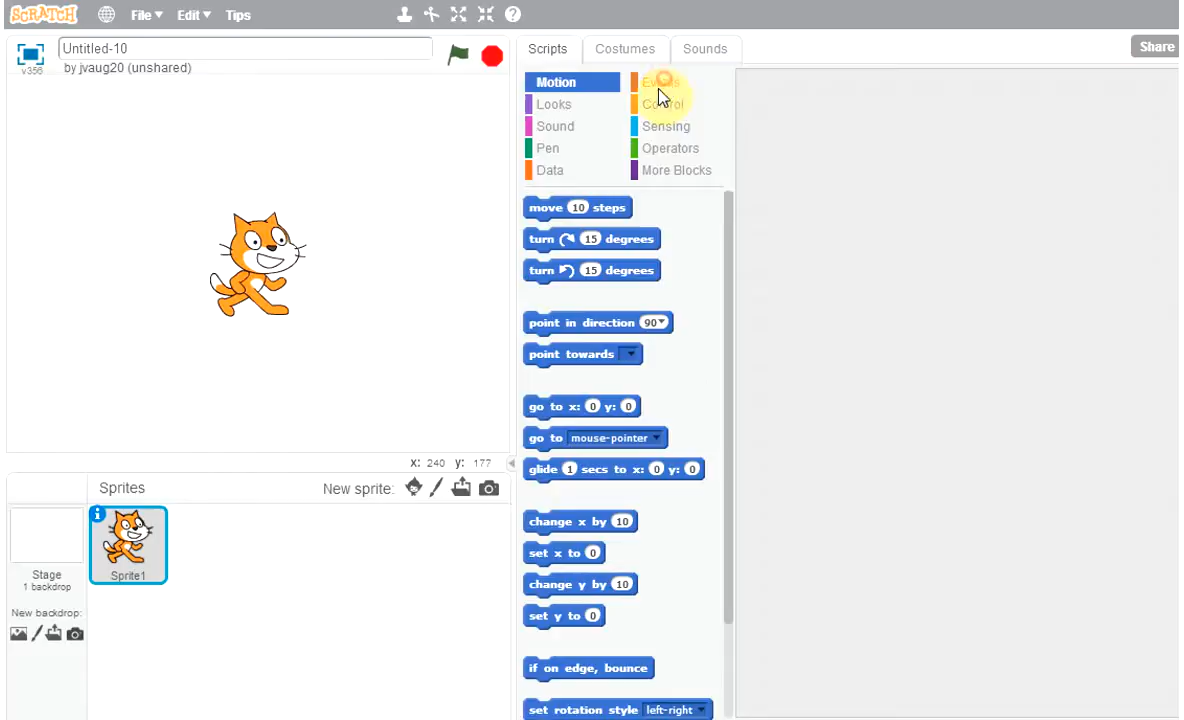 SCRATCH File Edit Tips
v356
Untitled-10
by jvaug20 (unshared)
Scripts Costumes Sounds Share
Motion Events
Looks Control
Sound Sensing
Pen Operators
Data More Blocks
move 10 steps
turn 15 degrees
turn 15 degrees
point in direction 90
point towards
go to x: 0 y: 0
go to mouse-pointer
glide 1 secs to x: 0 y: 0
change x by 10
set x to 0
change y by 10
set y to 0
if on edge, bounce
set rotation style left-right
x: 240 y: 177
Sprites New sprite:
Sprite1
Stage
1 backdrop
New backdrop: